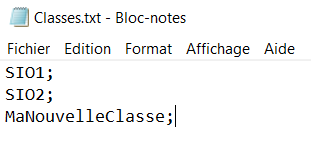 Classes.txt - Bloc-notes
Fichier Edition Format Affichage Aide
SIO1;
SIO2;
MaNouvelleClasse;